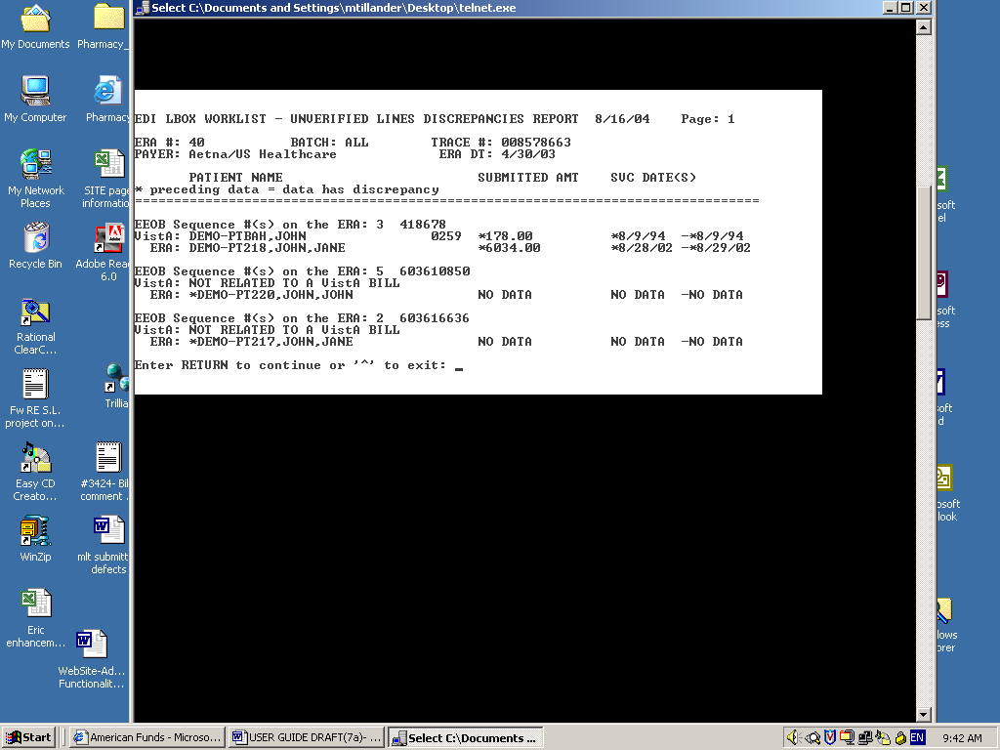 Select C:\Documents and Settings\mtillander\Desktop\telnet.exe
My Documents
Pharmacy_
My Computer
Pharmacy
My Network
Places
SITE page
informatio
Recycle Bin
Adobe Rea
6.0
Rational
ClearC...
Fw RE S.L.
project on...
Trillia
Easy CD
Creato...
#3424- Bil
comment .
WinZip
mlt submitt
defects
Eric
enhancem...
WebSite-Ad...
Functionalit...
EDI LBOX WORKLIST - UNVERIFIED LINES DISCREPANCIES REPORT 8/16/04 Page: 1
ERA #: 40 BATCH: ALL TRACE #: 008578663
PAYER: Aetna/US Healthcare ERA DT: 4/30/03
PATIENT NAME SUBMITTED AMT SVC DATE(S)
* preceding data = data has discrepancy
================================================================================
EEOB Sequence #(s) on the ERA: 3 418678
VistA: DEMO-PTBAH,JOHN 0259 *178.00 *8/9/94 -*8/9/94
ERA: DEMO-PT218,JOHN,JANE *6034.00 *8/28/02 -*8/29/02
EEOB Sequence #(s) on the ERA: 5 603610850
VistA: NOT RELATED TO A VistA BILL
ERA: *DEMO-PT220,JOHN,JOHN NO DATA NO DATA -NO DATA
EEOB Sequence #(s) on the ERA: 2 603616636
VistA: NOT RELATED TO A VistA BILL
ERA: *DEMO-PT217,JOHN,JANE NO DATA NO DATA -NO DATA
Enter RETURN to continue or '^' to exit: _
soft
el
soft
ess
oft
d
osoft
look
lows
orer
Start
American Funds - Microso...
USER GUIDE DRAFT(7a)- ...
Select C:\Documents ...
EN
9:42 AM